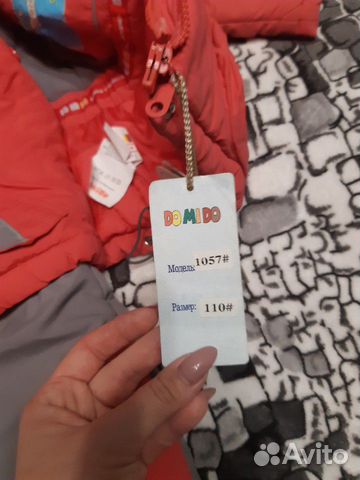 DOMIDO
Модель: 1057#
Размер: 110#
Avito